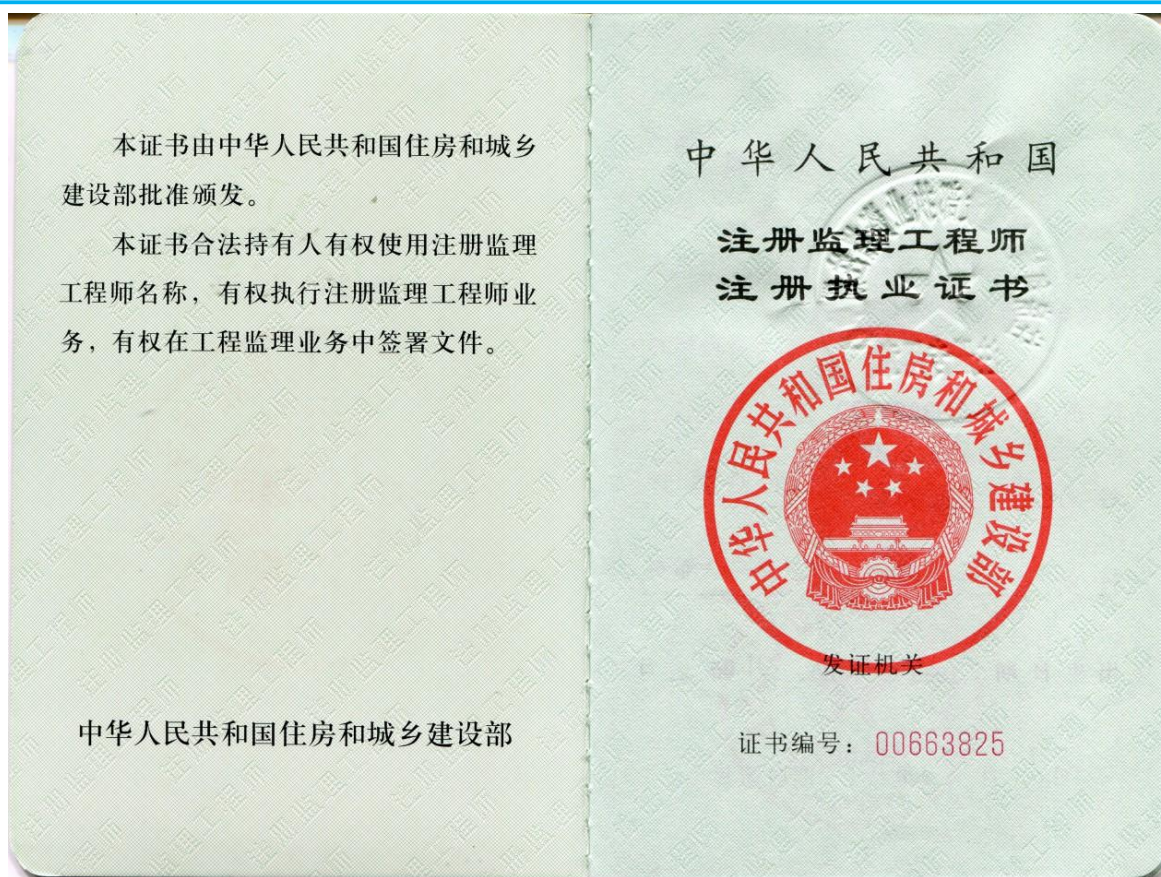 本证书由中华人民共和国住房和城乡
建设部批准颁发。
本证书合法持有人有权使用注册监理
工程师名称，有权执行注册监理工程师业
务，有权在工程监理业务中签署文件。
中华人民共和国住房和城乡建设部
中华人民共和国
注册监理工程师
注册执业证书
中华人民共和国住房和城乡建设部
发证机关
证书编号：00663825